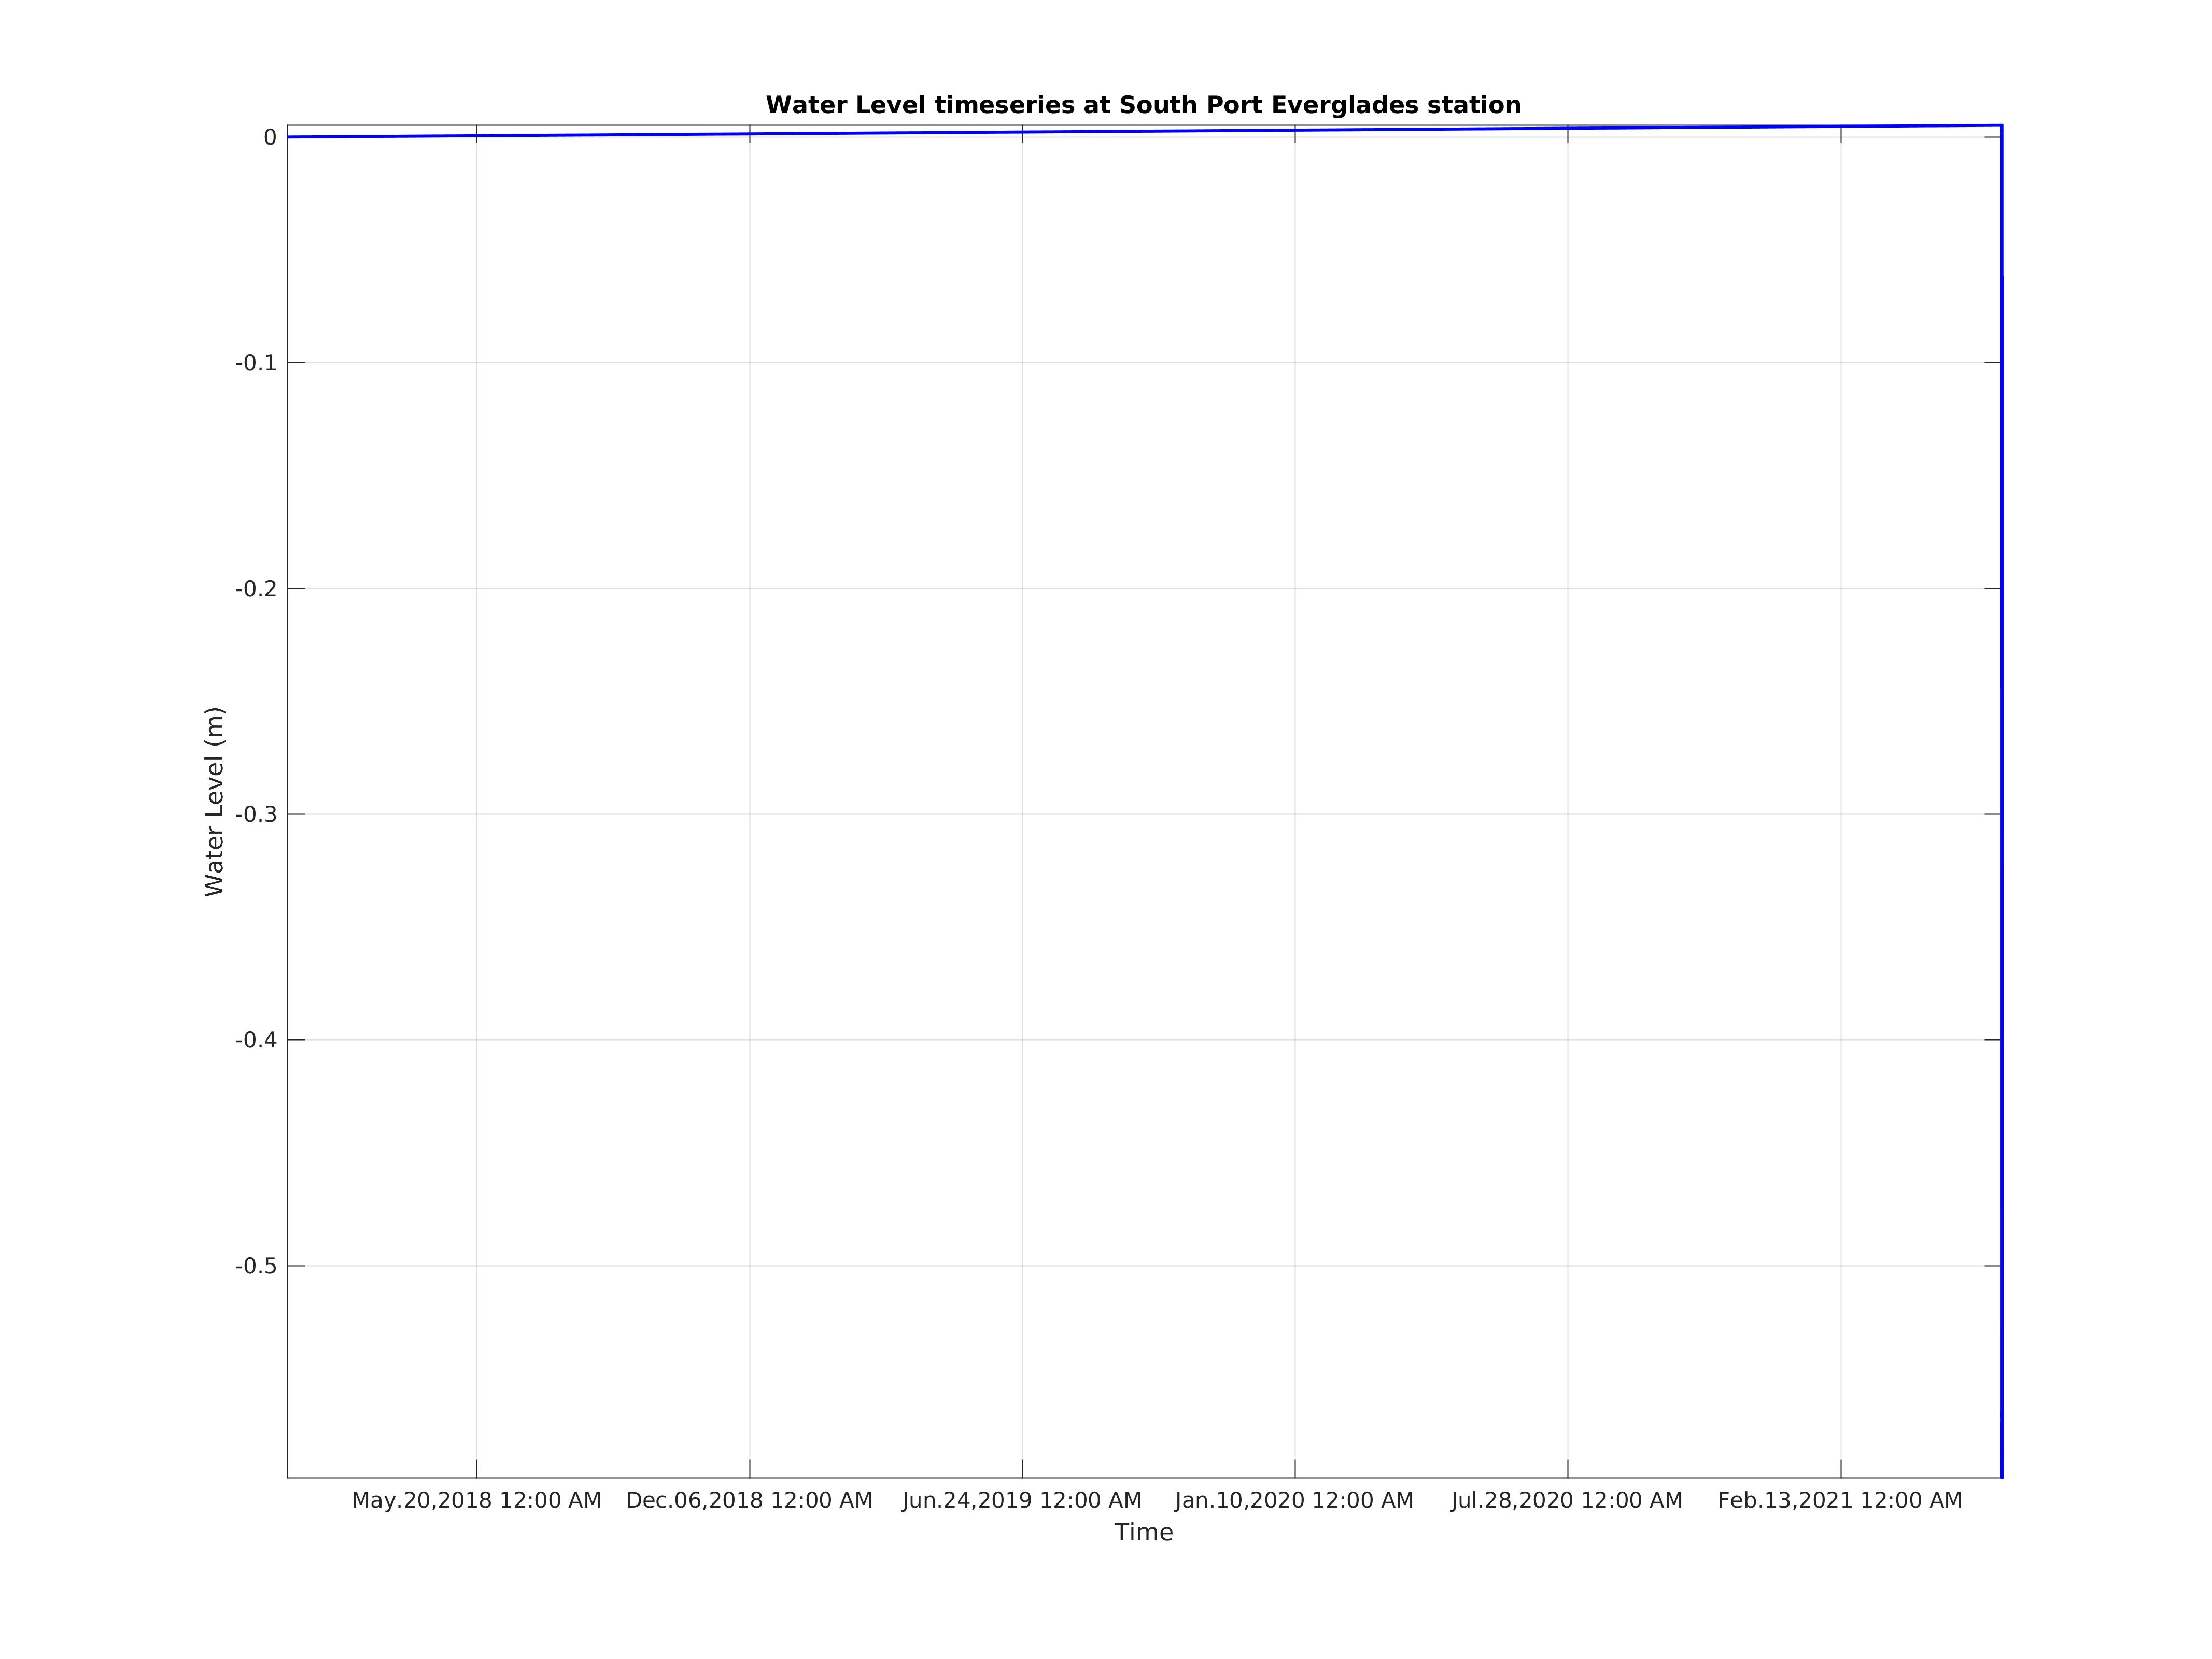 Water Level timeseries at South Port Everglades station
0
-0.1
-0.2
-0.3
-0.4
-0.5
Water Level (m)
May.20,2018 12:00 AM Dec.06,2018 12:00 AM Jun.24,2019 12:00 AM Jan.10,2020 12:00 AM Jul.28,2020 12:00 AM Feb.13,2021 12:00 AM
Time